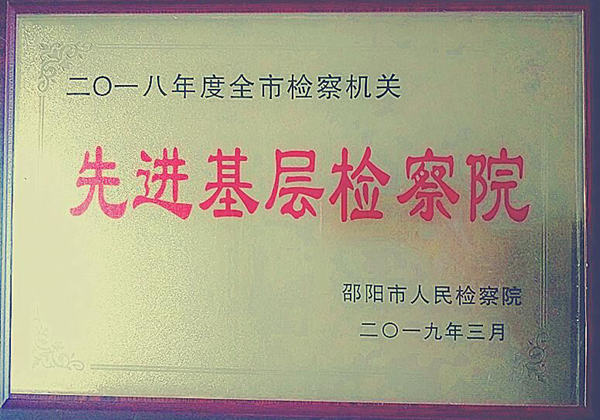 二〇一八年度全市检察机关
先进基层检察院
邵阳市人民检察院
二〇一九年三月